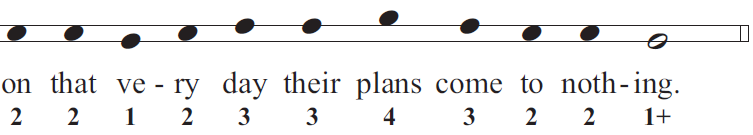 on that ve - ry day their plans come to noth - ing.
2 2 1 2 3 3 4 3 2 2 1+